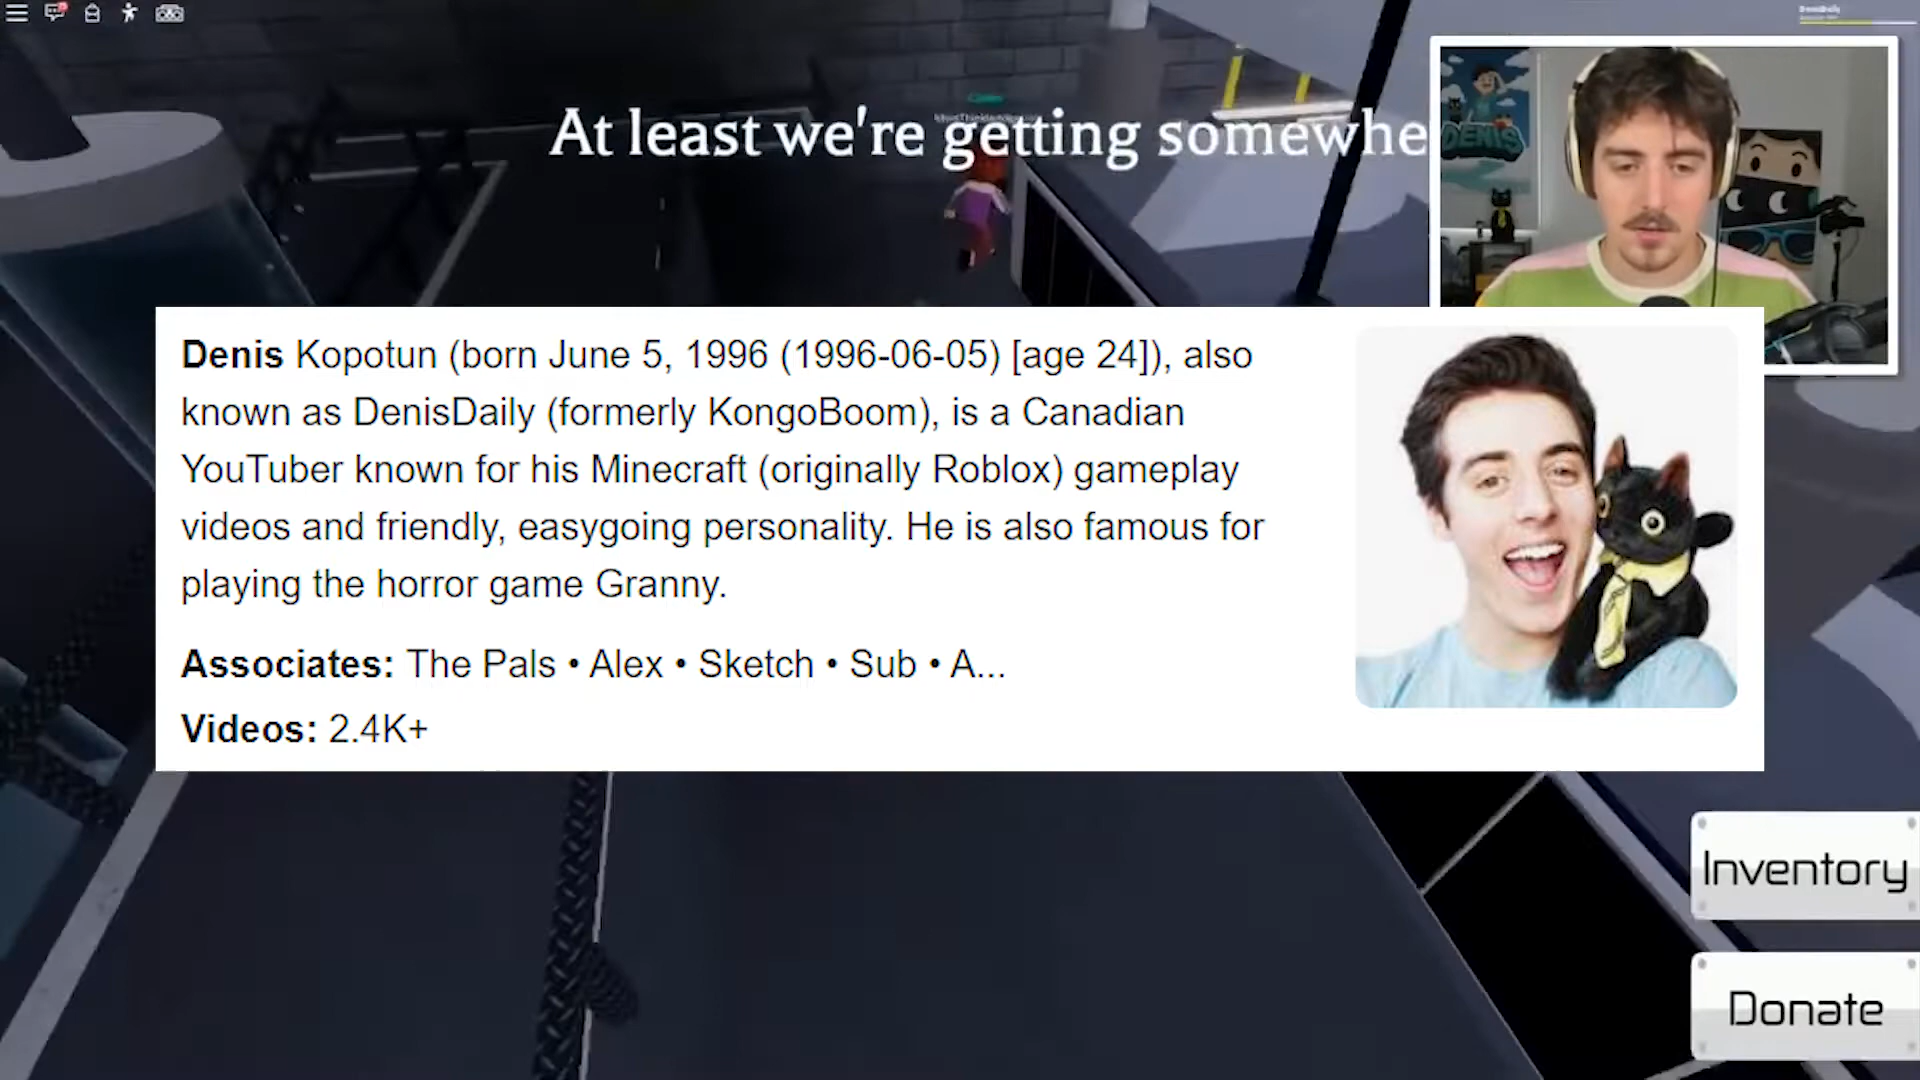 At least we're getting somewhe
DENIS
Denis Kopotun (born June 5, 1996 (1996-06-05) [age 24]), also
known as DenisDaily (formerly KongoBoom), is a Canadian
YouTuber known for his Minecraft (originally Roblox) gameplay
videos and friendly, easygoing personality. He is also famous for
playing the horror game Granny.
Associates: The Pals • Alex • Sketch • Sub • A...
Videos: 2.4K+
Inventory
Donate